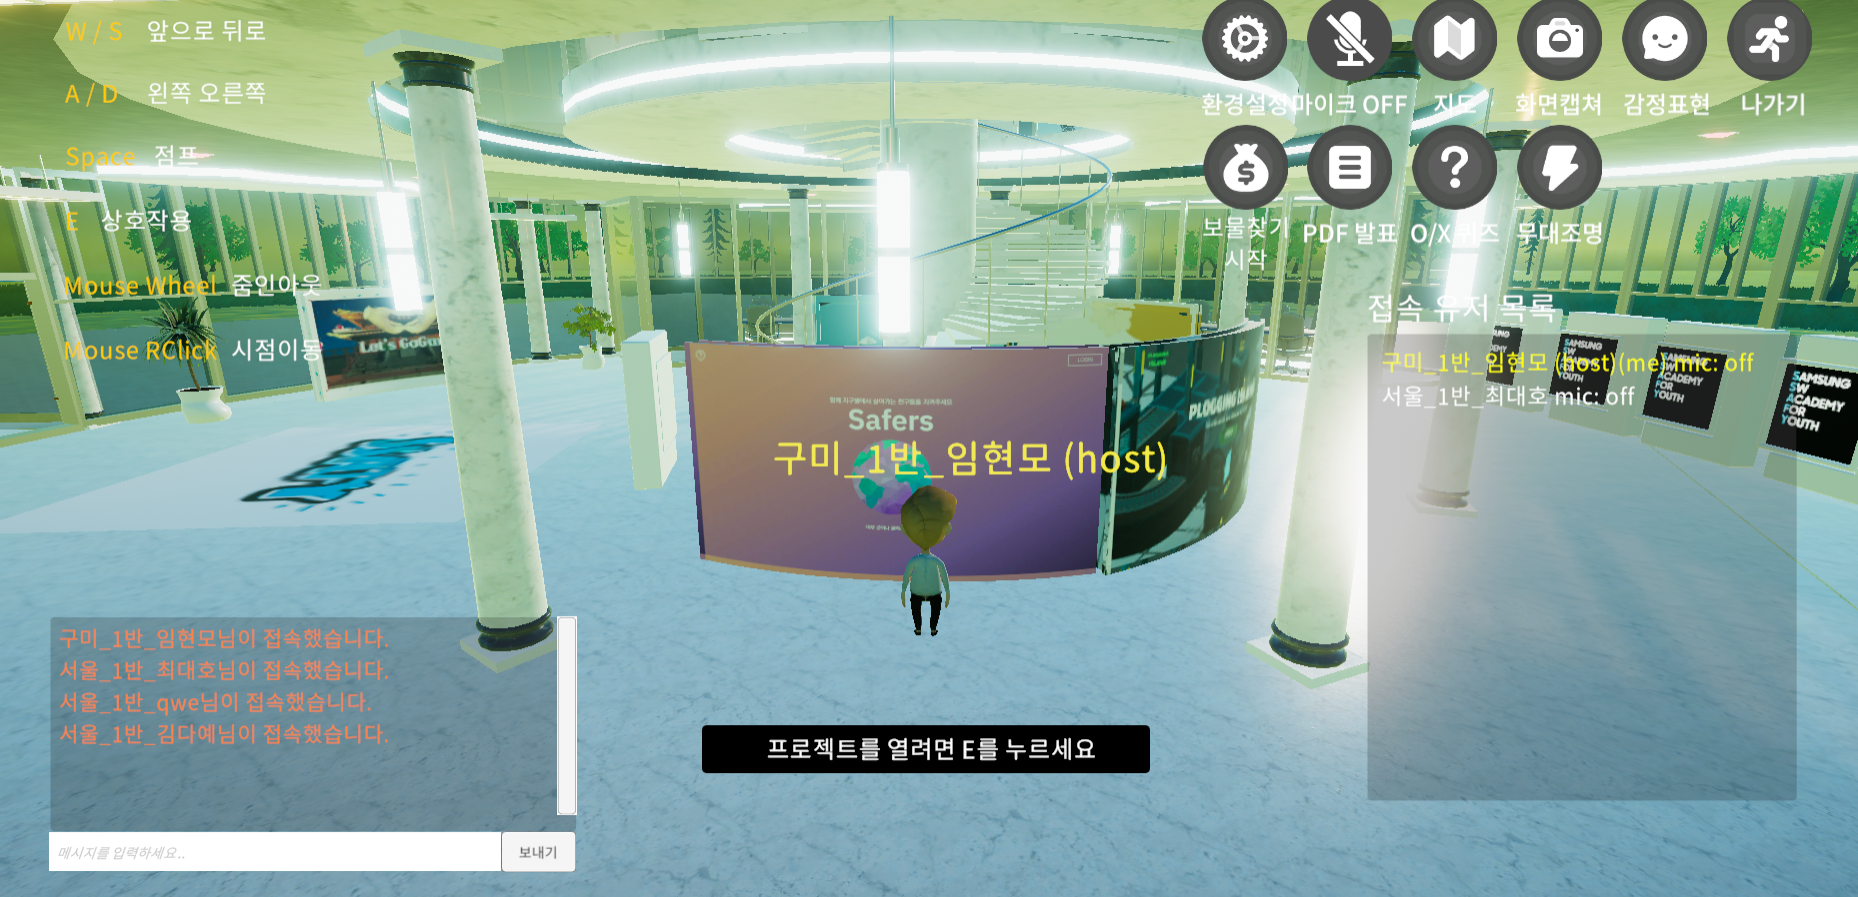 W / S 앞으로 뒤로
A / D 왼쪽 오른쪽
Space 점프
E 상호작용
Mouse Wheel 줌인아웃
Mouse RClick 시점이동
환경설정
마이크 OFF
지도
화면캡쳐
감정표현
나가기
보물찾기
시작
PDF 발표
O/X 퀴즈
무대조명
접속 유저 목록
구미_1반_임현모 (host)(me) mic: off
서울_1반_최대호 mic: off
Let's GoGo
LOGIN
Safers
구미_1반_임현모 (host)
PLOGGING
SAMSUNG
SW
ACADEMY
FOR
YOUTH
구미_1반_임현모님이 접속했습니다.
서울_1반_최대호님이 접속했습니다.
서울_1반_qwe님이 접속했습니다.
서울_1반_김다예님이 접속했습니다.
프로젝트를 열려면 E를 누르세요
메시지를 입력하세요..
보내기